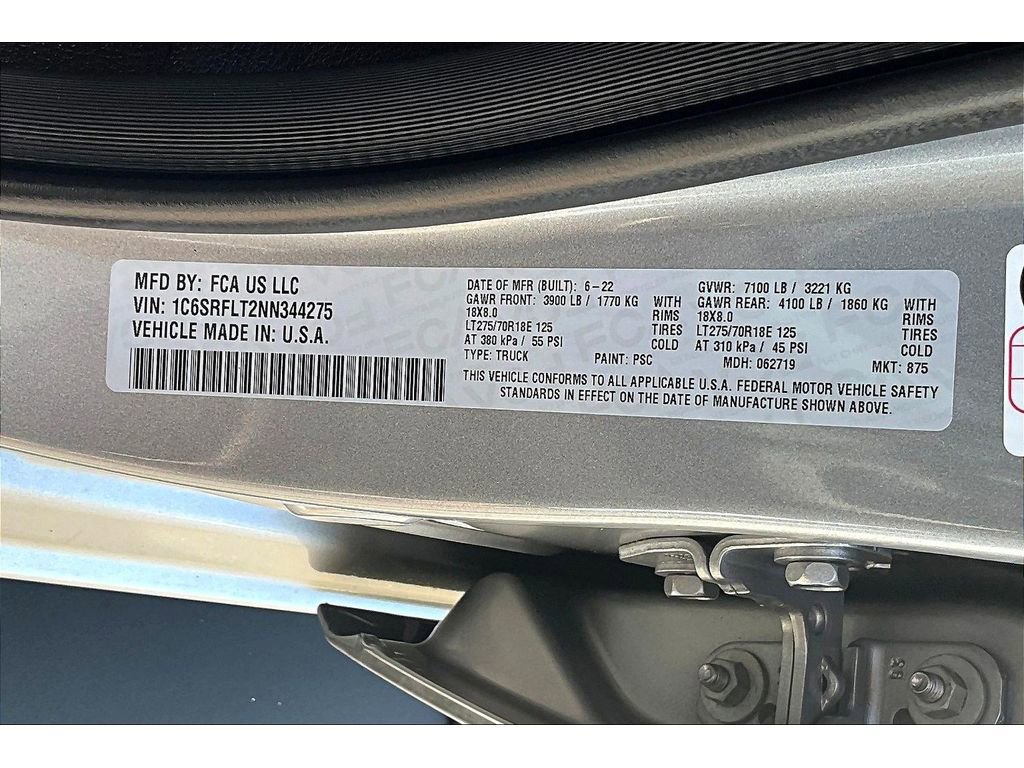 MFD BY: FCA US LLC
VIN: 1C6SRFLT2NN344275
VEHICLE MADE IN: U.S.A.
DATE OF MFR (BUILT): 6-22 GVWR: 7100 LB / 3221 KG
GAWR FRONT: 3900 LB / 1770 KG WITH GAWR REAR: 4100 LB / 1860 KG WITH
18X8.0 RIMS 18X8.0 RIMS
LT275/70R18E 125 TIRES LT275/70R18E 125 TIRES
AT 380 kPa / 55 PSI COLD AT 310 kPa / 45 PSI COLD
TYPE: TRUCK PAINT: PSC MDH: 062719 MKT: 875
THIS VEHICLE CONFORMS TO ALL APPLICABLE U.S.A. FEDERAL MOTOR VEHICLE SAFETY
STANDARDS IN EFFECT ON THE DATE OF MANUFACTURE SHOWN ABOVE.